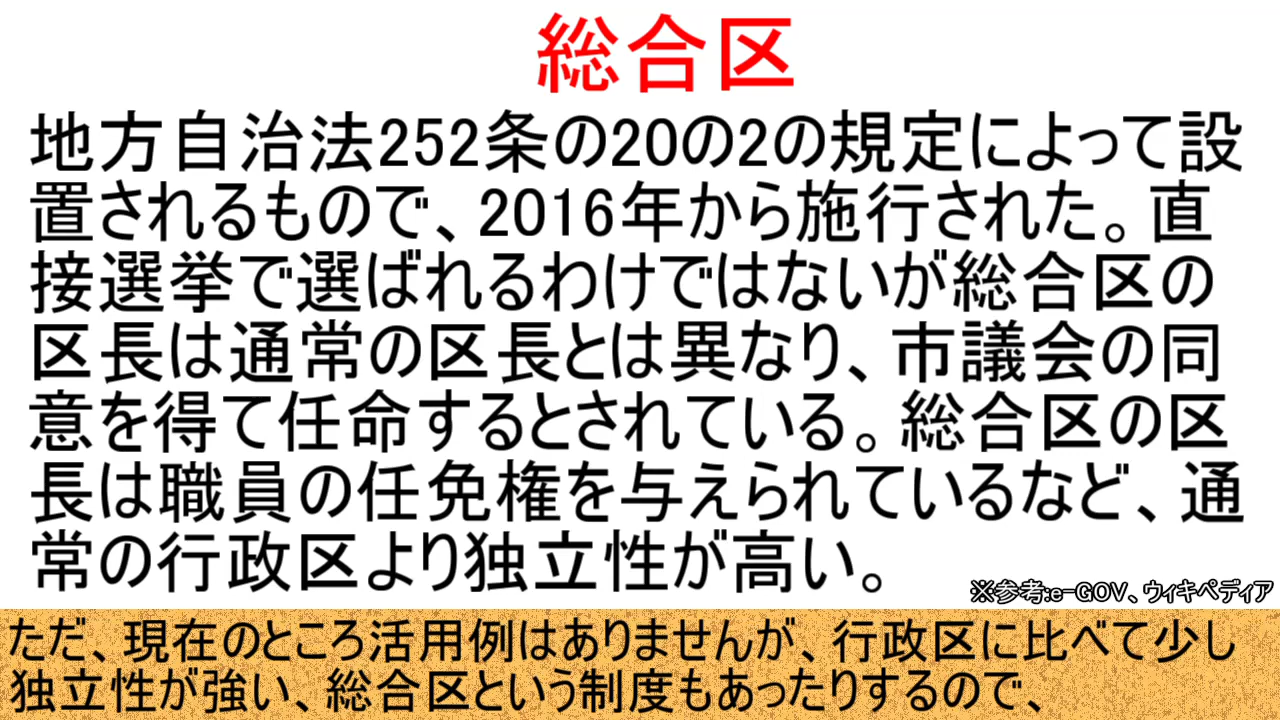 総合区
地方自治法252条の20の2の規定によって設
置されるもので、2016年から施行された。直
接選挙で選ばれるわけではないが総合区の
区長は通常の区長とは異なり、市議会の同
意を得て任命するとされている。総合区の区
長は職員の任免権を与えられているなど、通
常の行政区より独立性が高い。
※参考:e-GOV、ウィキペディア
ただ、現在のところ活用例はありませんが、行政区に比べて少し
独立性が強い、総合区という制度もあったりするので、